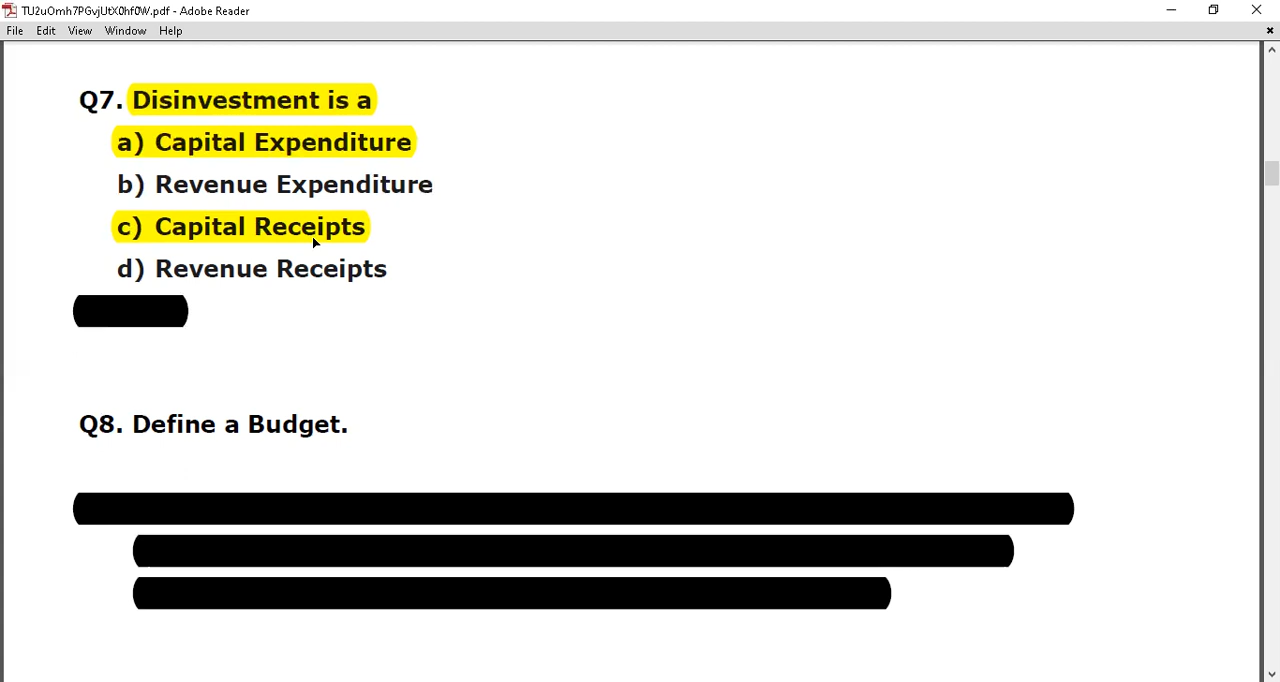 TU2uOmh7PGvjUtX0hf0W.pdf - Adobe Reader
File Edit View Window Help
Q7. Disinvestment is a
a) Capital Expenditure
b) Revenue Expenditure
c) Capital Receipts
d) Revenue Receipts
Q8. Define a Budget.